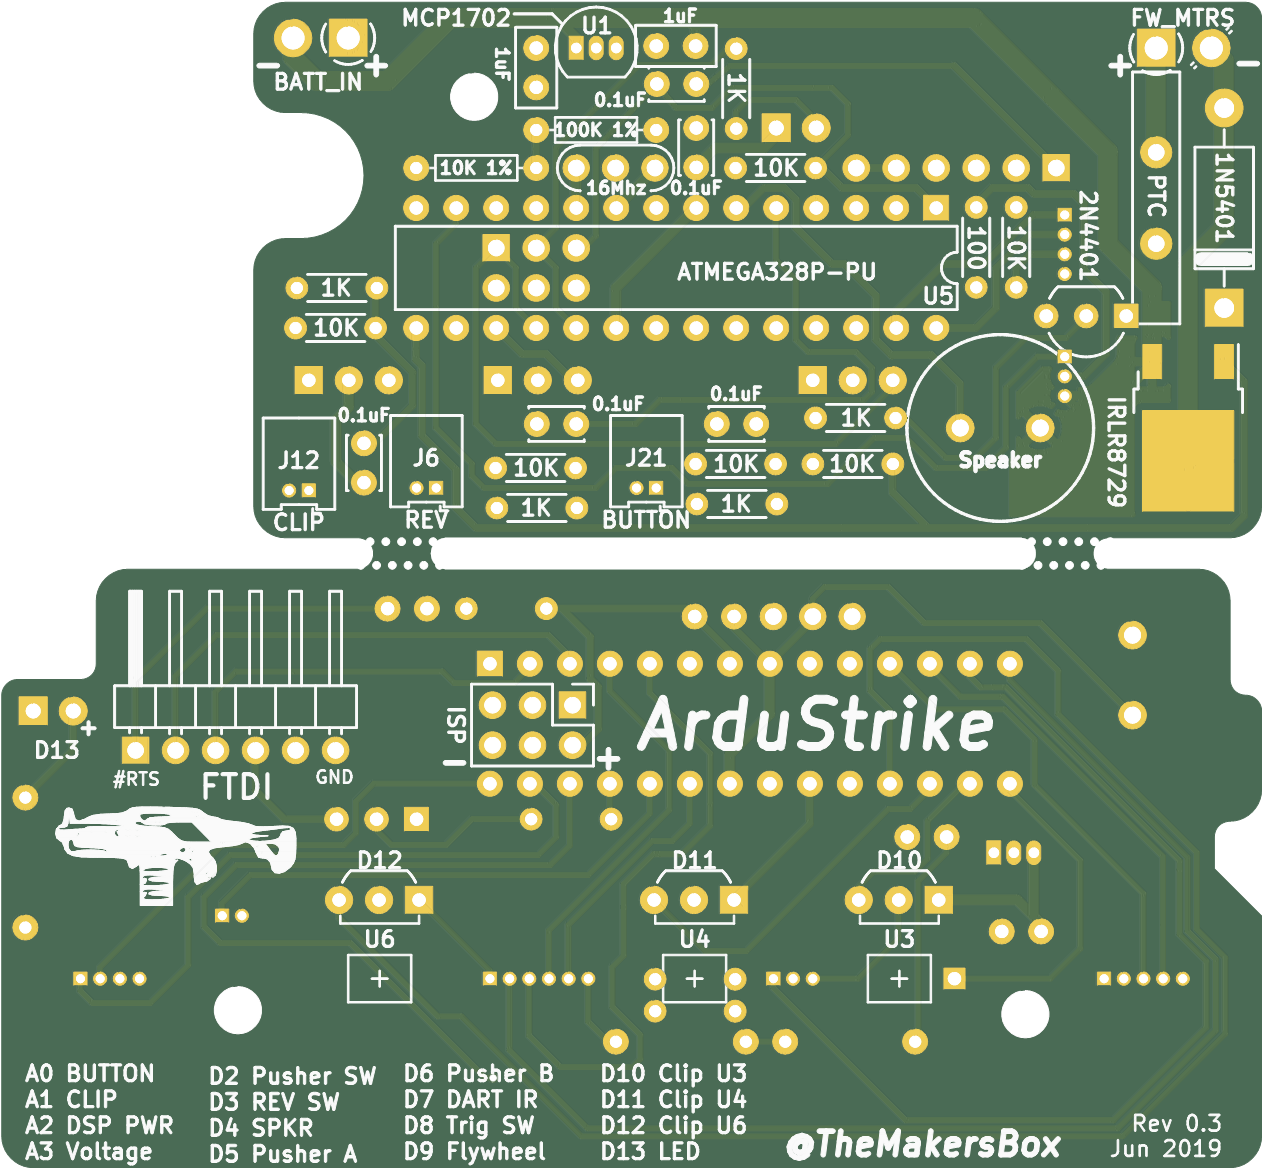 MCP1702
U1
1uF
FW_MTRS
- +
BATT_IN
1uF
0.1uF
1K
+ -
100K 1%
10K 1%
16Mhz
0.1uF
10K
PTC
1N5401
2N4401
100
10K
ATMEGA328P-PU
U5
1K
10K
0.1uF
0.1uF
0.1uF
1K
J12
J6
J21
10K
10K
10K
Speaker
IRLR8729
1K
1K
CLIP
REV
BUTTON
ISP
ArduStrike
+
D13
- +
#RTS
FTDI
GND
D12
D11
D10
U6
U4
U3
A0 BUTTON
A1 CLIP
A2 DSP PWR
A3 Voltage
D2 Pusher SW
D3 REV SW
D4 SPKR
D5 Pusher A
D6 Pusher B
D7 DART IR
D8 Trig SW
D9 Flywheel
D10 Clip U3
D11 Clip U4
D12 Clip U6
D13 LED
@TheMakersBox
Rev 0.3
Jun 2019